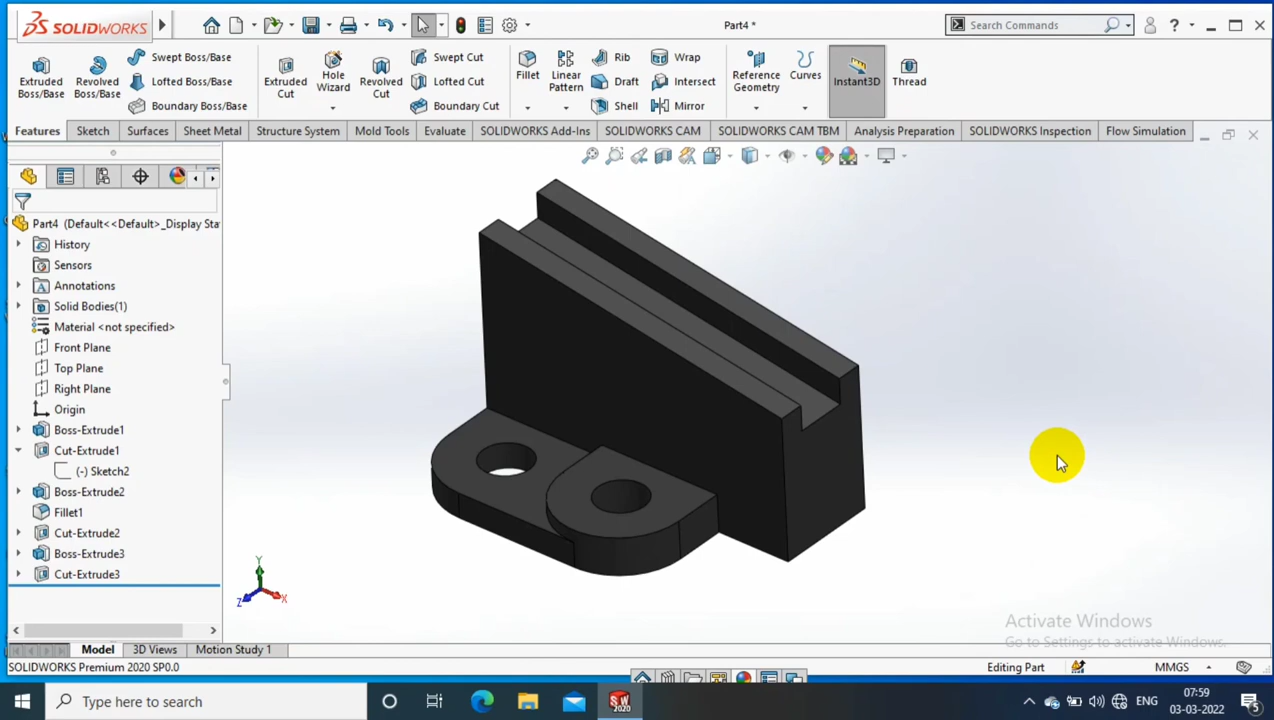 SOLIDWORKS
Part4 *
Search Commands
?
Extruded Boss/Base
Revolved Boss/Base
Swept Boss/Base
Lofted Boss/Base
Boundary Boss/Base
Extruded Cut
Hole Wizard
Revolved Cut
Swept Cut
Lofted Cut
Boundary Cut
Fillet
Linear Pattern
Rib
Draft
Shell
Wrap
Intersect
Mirror
Reference Geometry
Curves
Instant3D
Thread
Features
Sketch
Surfaces
Sheet Metal
Structure System
Mold Tools
Evaluate
SOLIDWORKS Add-Ins
SOLIDWORKS CAM
SOLIDWORKS CAM TBM
Analysis Preparation
SOLIDWORKS Inspection
Flow Simulation
Part4 (Default<<Default>_Display Sta
History
Sensors
Annotations
Solid Bodies(1)
Material <not specified>
Front Plane
Top Plane
Right Plane
Origin
Boss-Extrude1
Cut-Extrude1
(-) Sketch2
Boss-Extrude2
Fillet1
Cut-Extrude2
Boss-Extrude3
Cut-Extrude3
Y
Z
X
Activate Windows
Go to Settings to activate Windows.
Model
3D Views
Motion Study 1
SOLIDWORKS Premium 2020 SP0.0
Editing Part
MMGS
Type here to search
SW
2020
ENG
07:59
03-03-2022
5